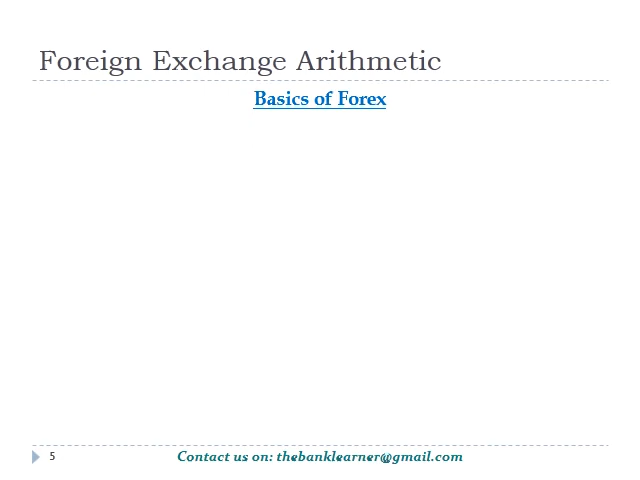 Foreign Exchange Arithmetic
Basics of Forex
5
Contact us on: thebanklearner@gmail.com